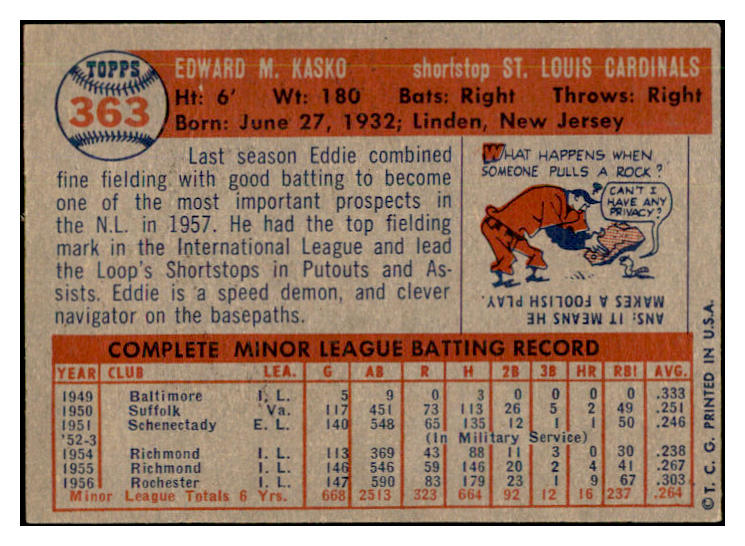 TOPPS
363
EDWARD M. KASKO shortstop ST. LOUIS CARDINALS
Ht: 6' Wt: 180 Bats: Right Throws: Right
Born: June 27, 1932; Linden, New Jersey
Last season Eddie combined
fine fielding with good batting to become
one of the most important prospects in
the N.L. in 1957. He had the top fielding
mark in the International League and lead
the Loop's Shortstops in Putouts and As-
sists. Eddie is a speed demon, and clever
navigator on the basepaths.
WHAT HAPPENS WHEN
SOMEONE PULLS A ROCK?
CAN'T I
HAVE ANY
PRIVACY?
ANS: IT MEANS HE
MAKES A FOOLISH PLAY.
COMPLETE MINOR LEAGUE BATTING RECORD
YEAR CLUB LEA. G AB R H 2B 3B HR RBI AVG.
1949 Baltimore I. L. 5 9 0 3 0 0 0 0 .333
1950 Suffolk Va. 117 451 73 113 26 5 2 49 .251
1951 Schenectady E. L. 140 548 65 135 12 1 1 50 .246
'52-3 (In Military Service)
1954 Richmond I. L. 113 369 43 88 11 3 0 30 .238
1955 Richmond I. L. 146 546 59 146 20 2 4 41 .267
1956 Rochester I. L. 147 590 83 179 23 1 9 67 .303
Minor League Totals 6 Yrs. 668 2513 323 664 92 12 16 237 .264
© T. C. G. PRINTED IN U.S.A.